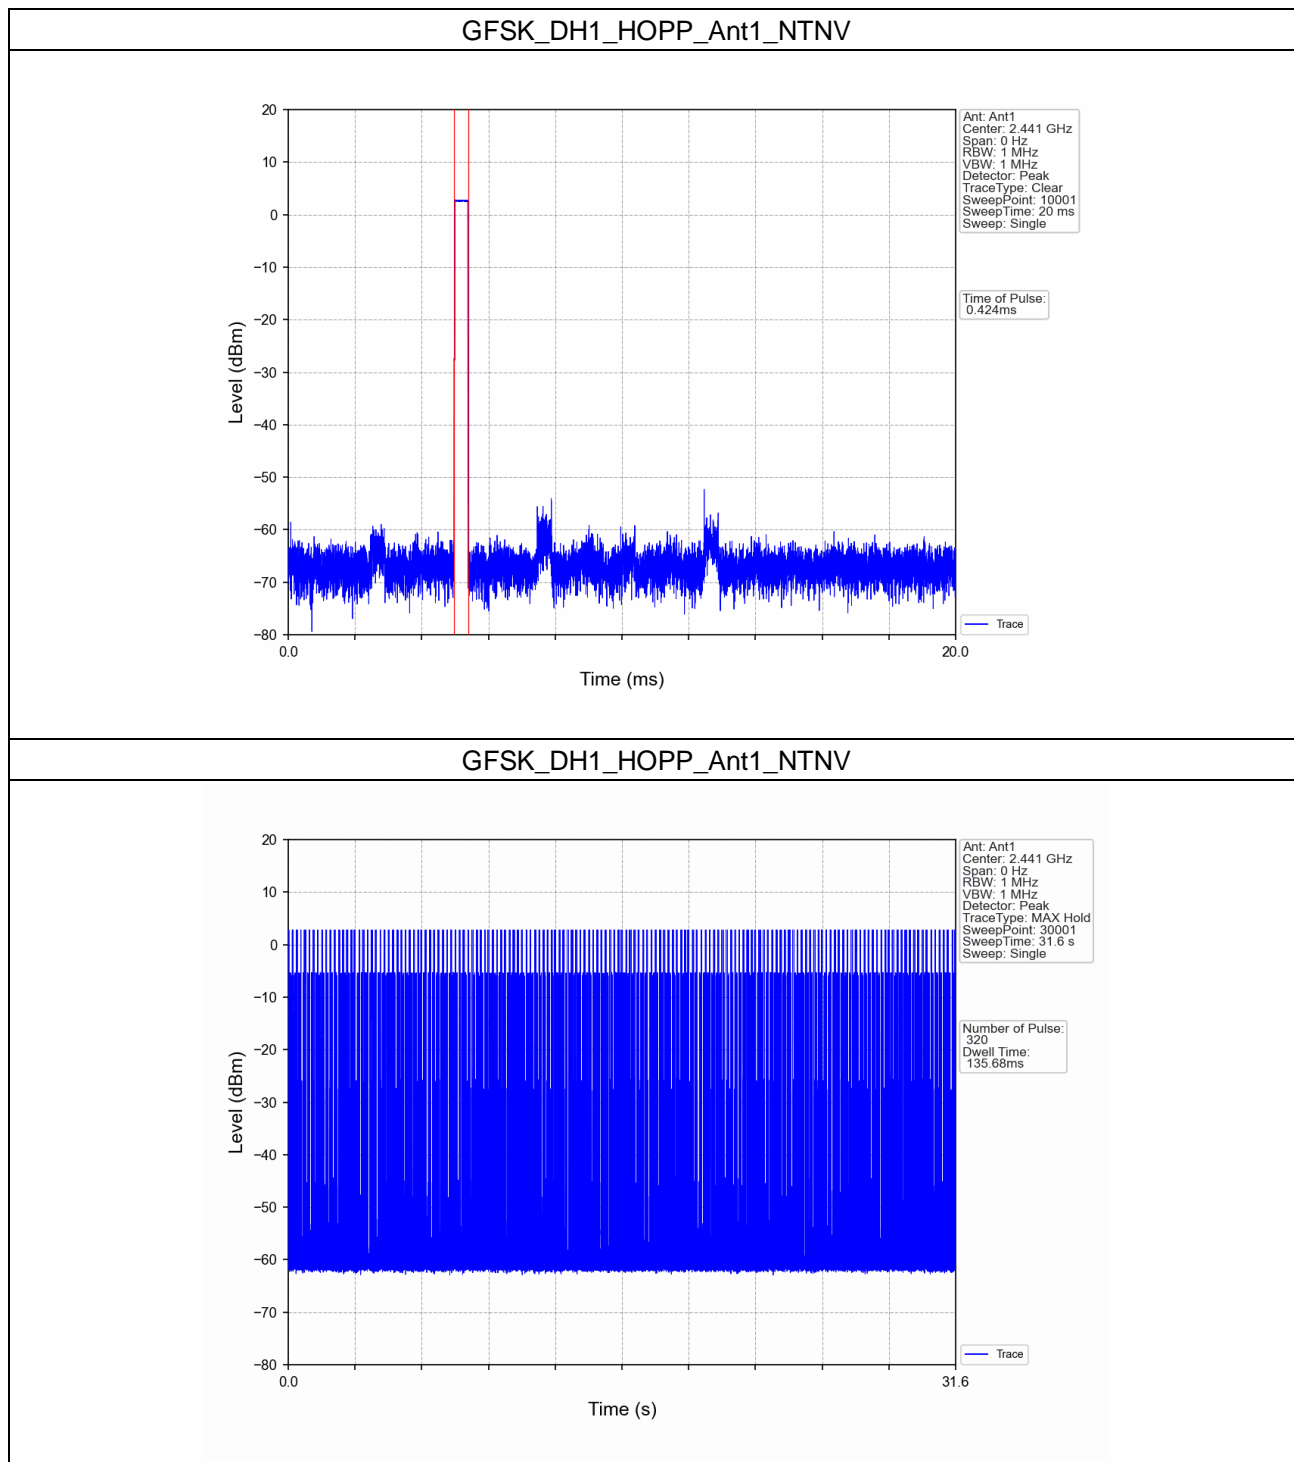 GFSK_DH1_HOPP_Ant1_NTNV
20
10
0
−10
−20
−30
−40
−50
−60
−70
−80
Level (dBm)
0.0
20.0
Time (ms)
Ant: Ant1
Center: 2.441 GHz
Span: 0 Hz
RBW: 1 MHz
VBW: 1 MHz
Detector: Peak
TraceType: Clear
SweepPoint: 10001
SweepTime: 20 ms
Sweep: Single
Time of Pulse:
0.424ms
Trace
GFSK_DH1_HOPP_Ant1_NTNV
20
10
0
−10
−20
−30
−40
−50
−60
−70
−80
Level (dBm)
0.0
31.6
Time (s)
Ant: Ant1
Center: 2.441 GHz
Span: 0 Hz
RBW: 1 MHz
VBW: 1 MHz
Detector: Peak
TraceType: MAX Hold
SweepPoint: 30001
SweepTime: 31.6 s
Sweep: Single
Number of Pulse:
320
Dwell Time:
135.68ms
Trace